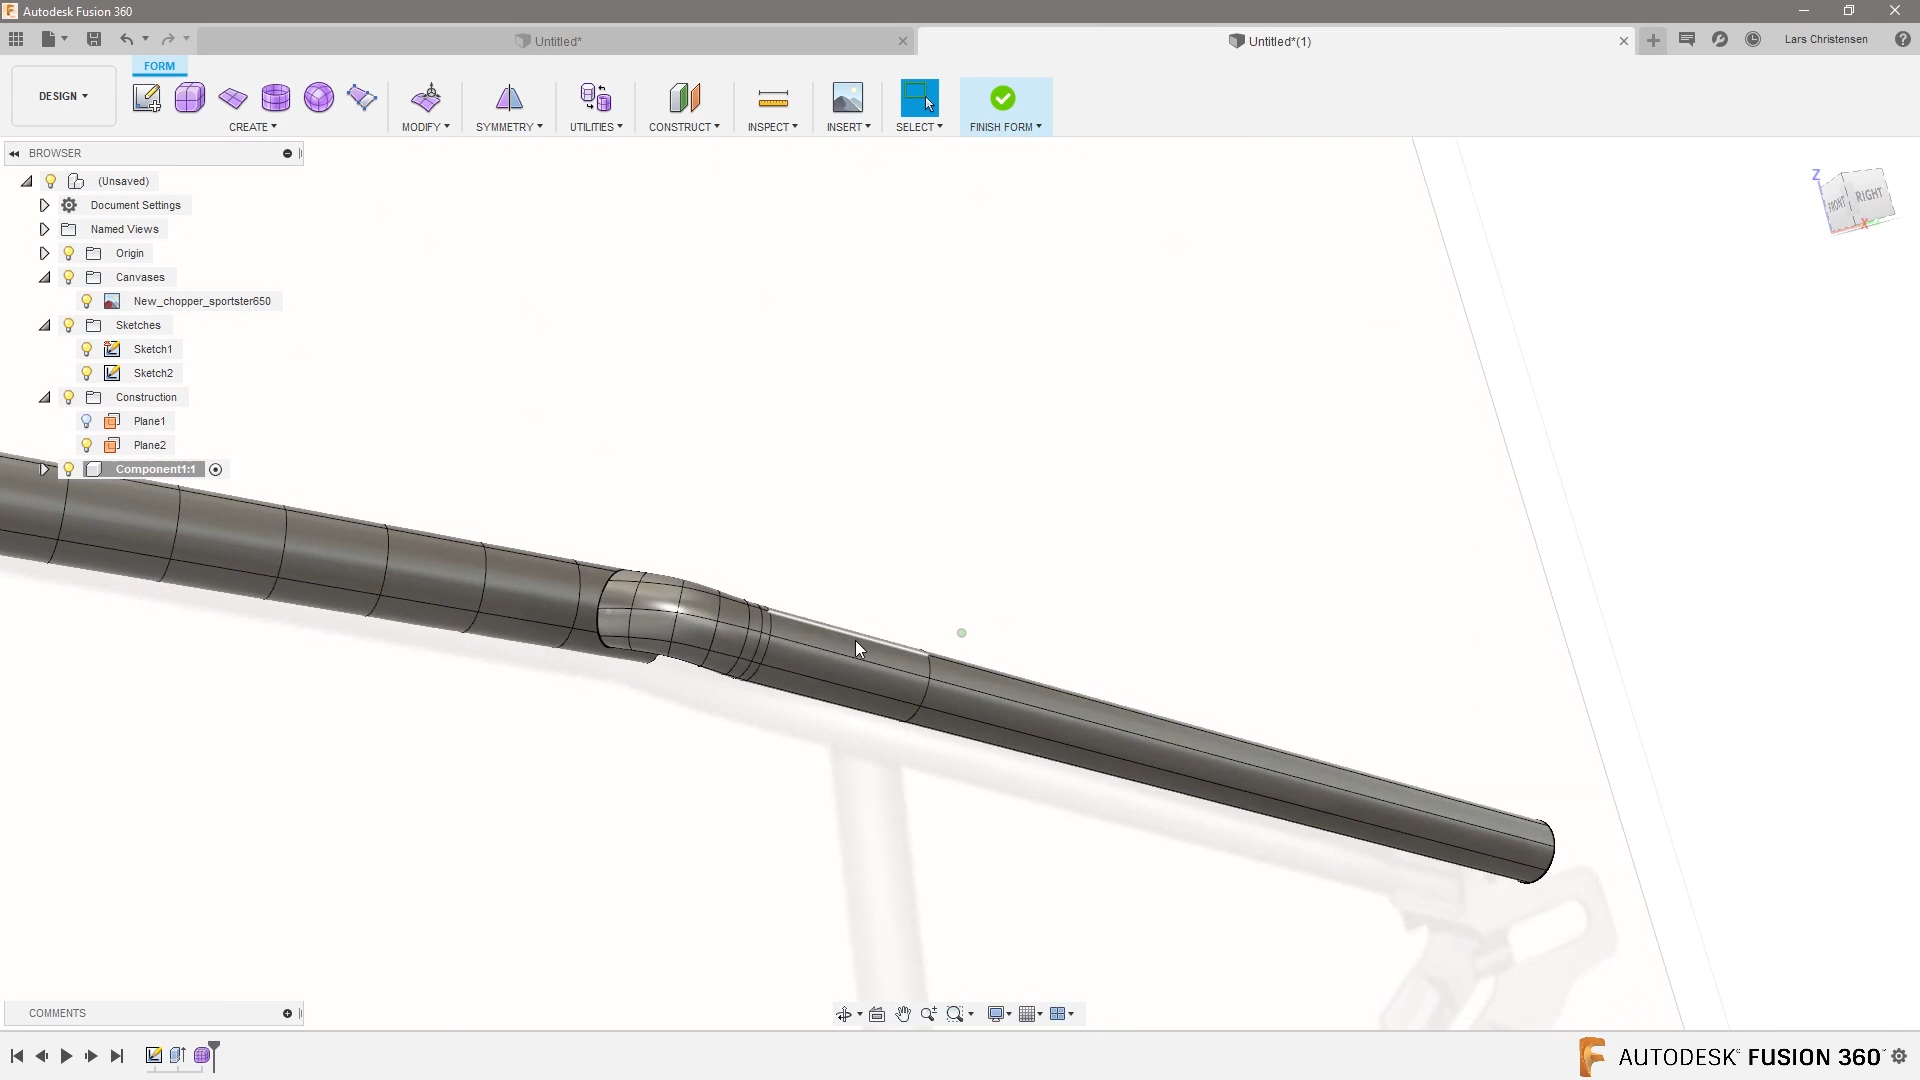 Autodesk Fusion 360
Untitled*
Untitled*(1)
Lars Christensen
FORM
DESIGN
CREATE
MODIFY
SYMMETRY
UTILITIES
CONSTRUCT
INSPECT
INSERT
SELECT
FINISH FORM
BROWSER
(Unsaved)
Document Settings
Named Views
Origin
Canvases
New_chopper_sportster650
Sketches
Sketch1
Sketch2
Construction
Plane1
Plane2
Component1:1
Z
FRONT
RIGHT
X
COMMENTS
AUTODESK FUSION 360